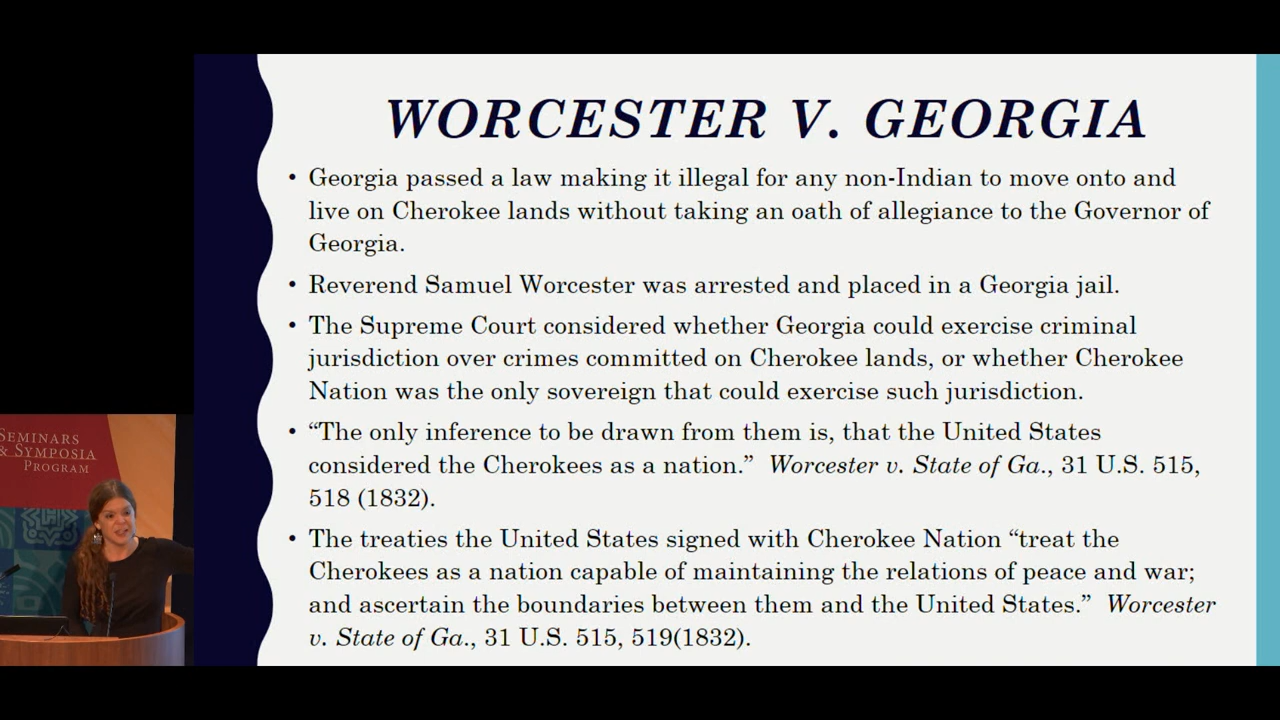 WORCESTER V. GEORGIA
• Georgia passed a law making it illegal for any non-Indian to move onto and
live on Cherokee lands without taking an oath of allegiance to the Governor of
Georgia.
• Reverend Samuel Worcester was arrested and placed in a Georgia jail.
• The Supreme Court considered whether Georgia could exercise criminal
jurisdiction over crimes committed on Cherokee lands, or whether Cherokee
Nation was the only sovereign that could exercise such jurisdiction.
• “The only inference to be drawn from them is, that the United States
considered the Cherokees as a nation.” Worcester v. State of Ga., 31 U.S. 515,
518 (1832).
• The treaties the United States signed with Cherokee Nation “treat the
Cherokees as a nation capable of maintaining the relations of peace and war;
and ascertain the boundaries between them and the United States.” Worcester
v. State of Ga., 31 U.S. 515, 519(1832).
SEMINARS
& SYMPOSIA
PROGRAM